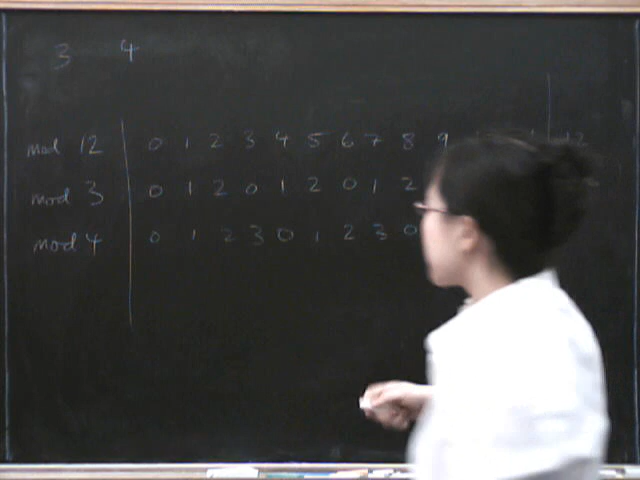 3 4
mod 12 0 1 2 3 4 5 6 7 8 9 12
mod 3 0 1 2 0 1 2 0 1 2
mod 4 0 1 2 3 0 1 2 3 0